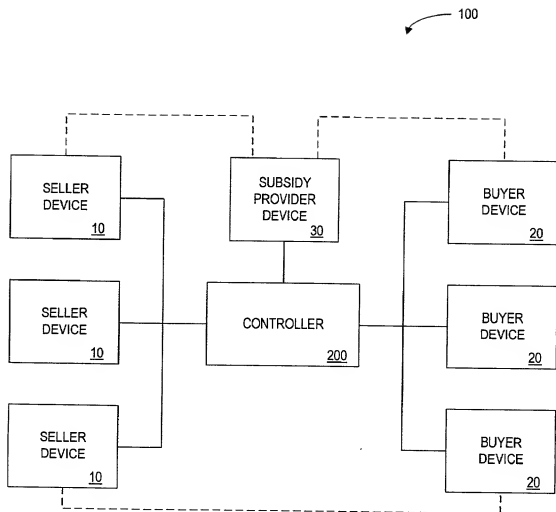 100
SELLER
DEVICE
10
SUBSIDY
PROVIDER
DEVICE
30
BUYER
DEVICE
20
SELLER
DEVICE
10
CONTROLLER
200
BUYER
DEVICE
20
SELLER
DEVICE
10
BUYER
DEVICE
20